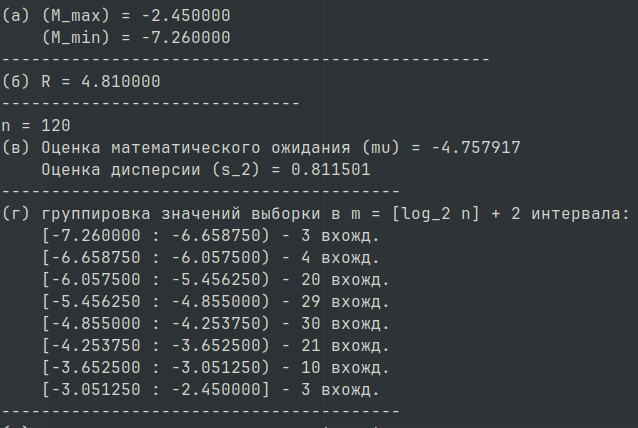 (а) (M_max) = -2.450000
(M_min) = -7.260000
-------------------------------------------------
(б) R = 4.810000
------------------------------
n = 120
(в) Оценка математического ожидания (mu) = -4.757917
Оценка дисперсии (s_2) = 0.811501
----------------------------------------
(г) группировка значений выборки в m = [log_2 n] + 2 интервала:
[-7.260000 : -6.658750) - 3 вхожд.
[-6.658750 : -6.057500) - 4 вхожд.
[-6.057500 : -5.456250) - 20 вхожд.
[-5.456250 : -4.855000) - 29 вхожд.
[-4.855000 : -4.253750) - 30 вхожд.
[-4.253750 : -3.652500) - 21 вхожд.
[-3.652500 : -3.051250) - 10 вхожд.
[-3.051250 : -2.450000] - 3 вхожд.
----------------------------------------